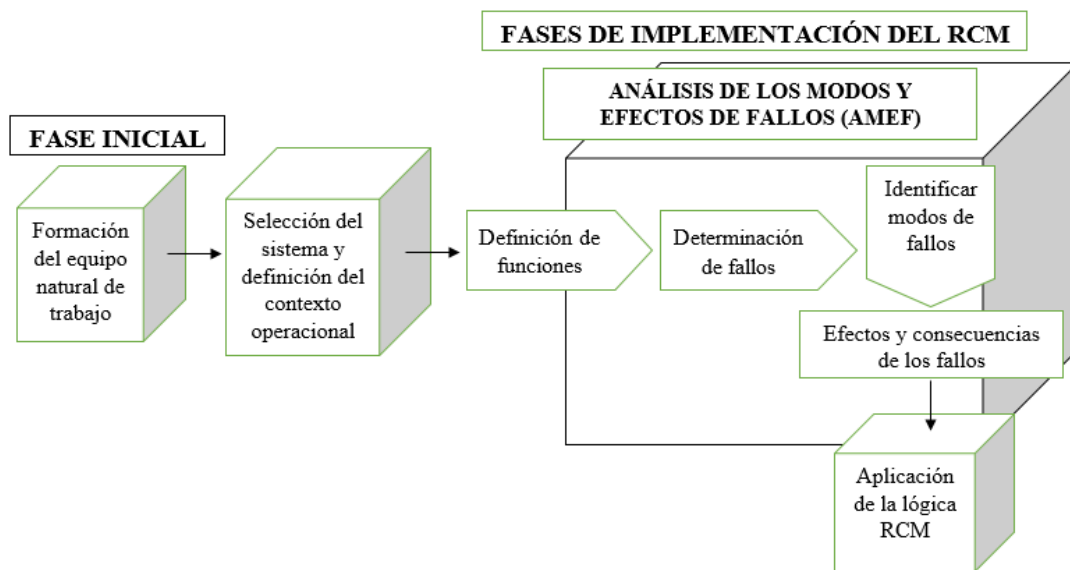 FASES DE IMPLEMENTACIÓN DEL RCM
ANÁLISIS DE LOS MODOS Y
EFECTOS DE FALLOS (AMEF)
FASE INICIAL
Formación
del equipo
natural de
trabajo
Selección del
sistema y
definición del
contexto
operacional
Definición de
funciones
Determinación
de fallos
Identificar
modos de
fallos
Efectos y consecuencias
de los fallos
Aplicación
de la lógica
RCM